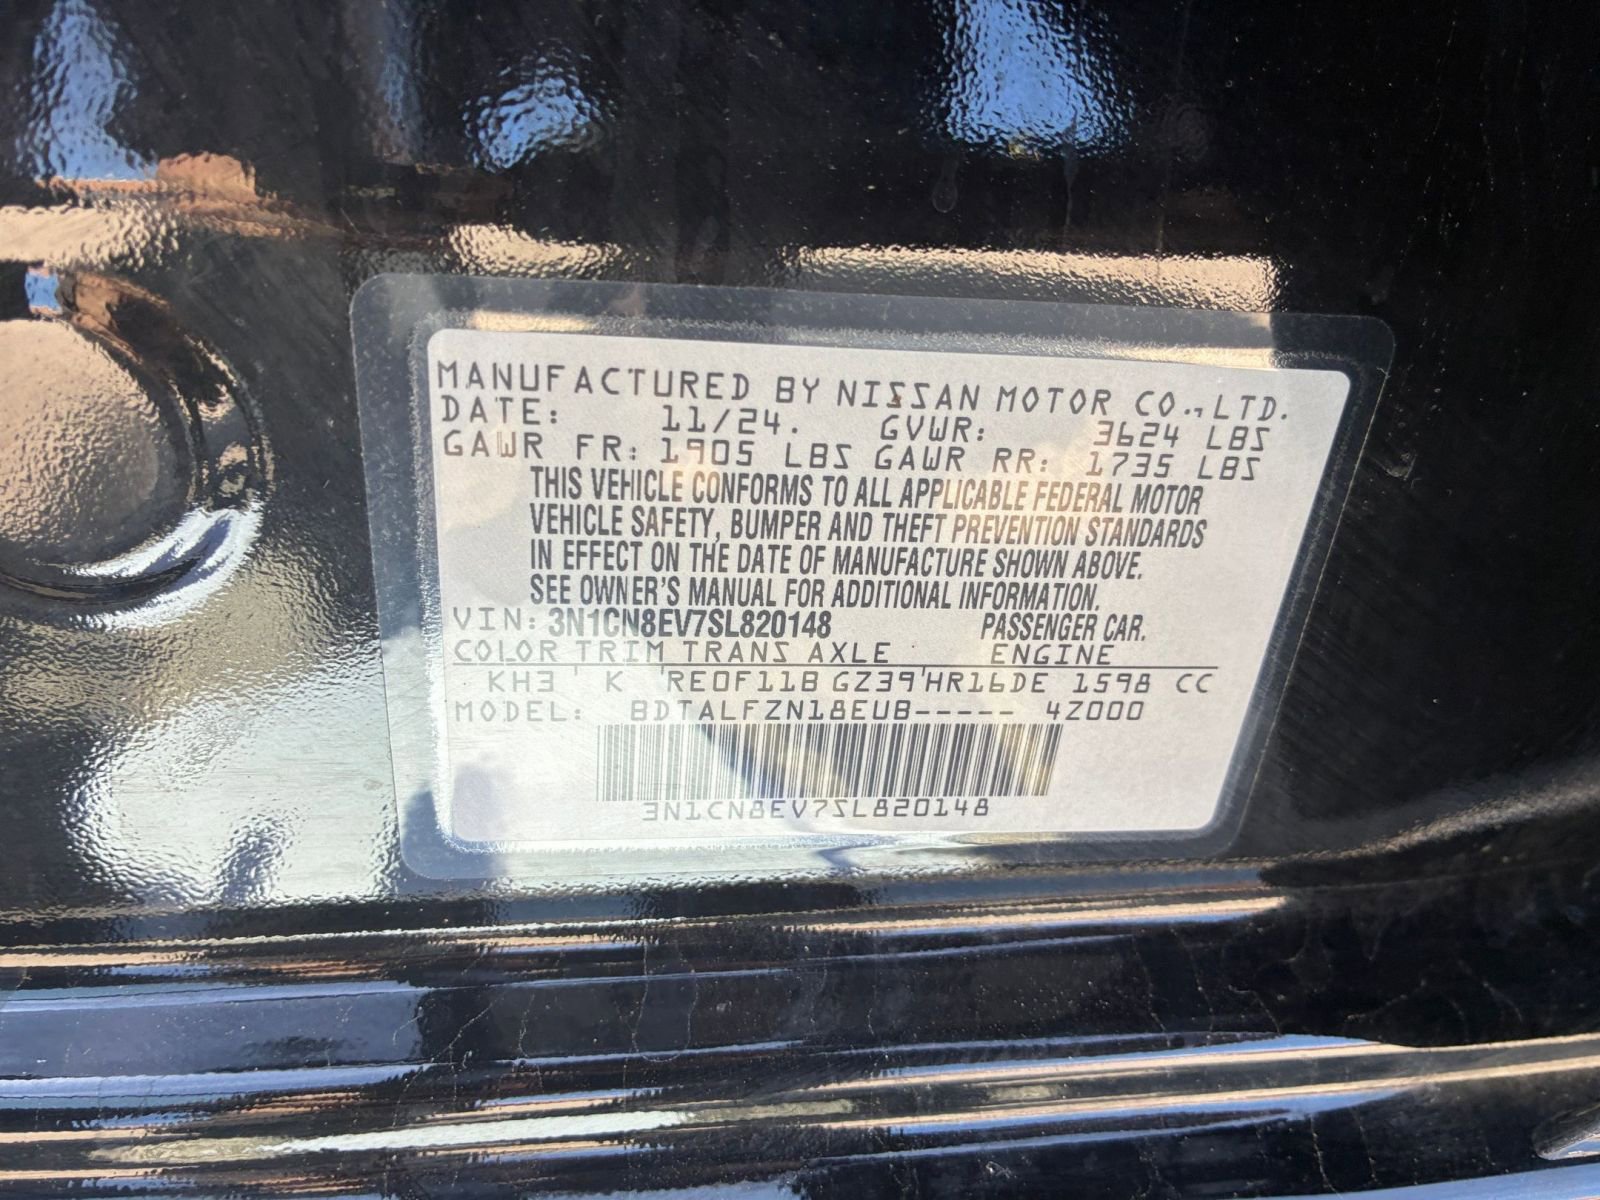 MANUFACTURED BY NISSAN MOTOR CO., LTD.
DATE: 11/24. GVWR: 3624 LBS
GAWR FR: 1905 LBS GAWR RR: 1735 LBS
THIS VEHICLE CONFORMS TO ALL APPLICABLE FEDERAL MOTOR
VEHICLE SAFETY, BUMPER AND THEFT PREVENTION STANDARDS
IN EFFECT ON THE DATE OF MANUFACTURE SHOWN ABOVE.
SEE OWNER'S MANUAL FOR ADDITIONAL INFORMATION.
VIN: 3N1CN8EV7SL820148 PASSENGER CAR.
COLOR TRIM TRANS AXLE ENGINE
KH3 ' K 'RE0F11B GZ39'HR16DE 1598 CC
MODEL: BDTALFZN18EUB----- 4Z000
3N1CN8EV7SL820148